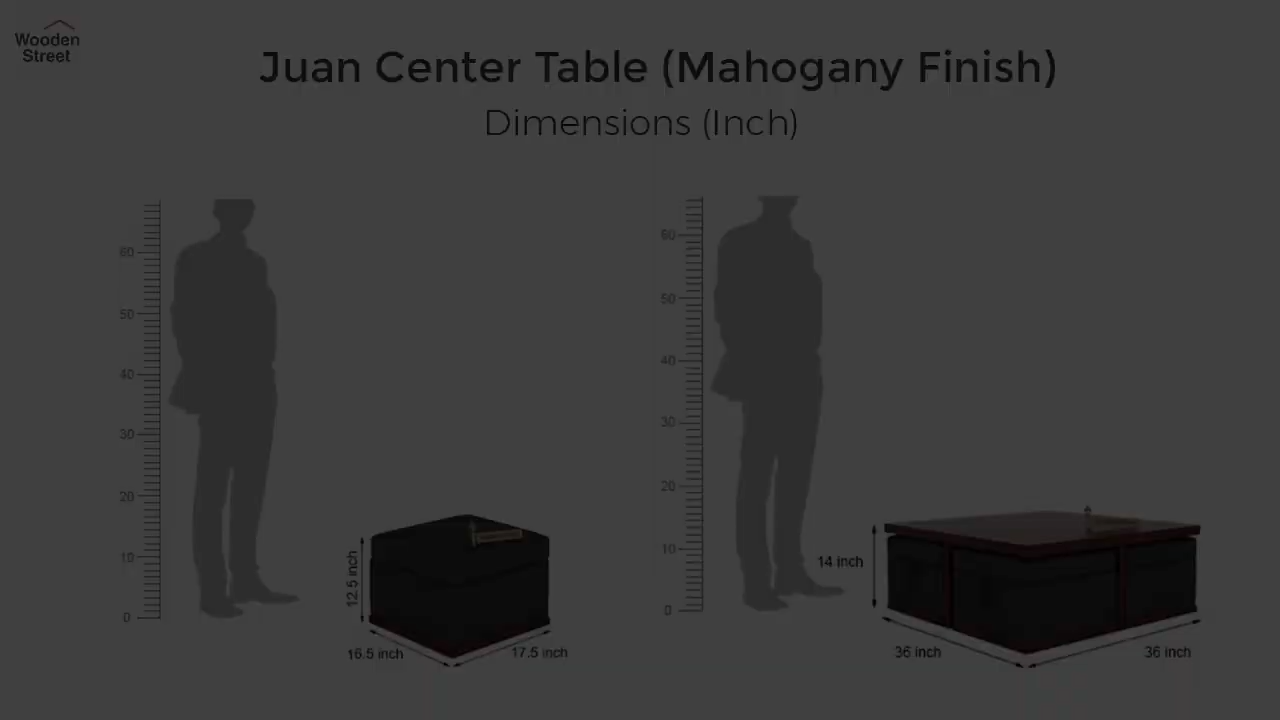 Wooden
Street
Juan Center Table (Mahogany Finish)
Dimensions (Inch)
60
50
40
30
20
10
0
12.5 inch
16.5 inch
17.5 inch
60
50
40
30
20
10
0
14 inch
36 inch
36 inch